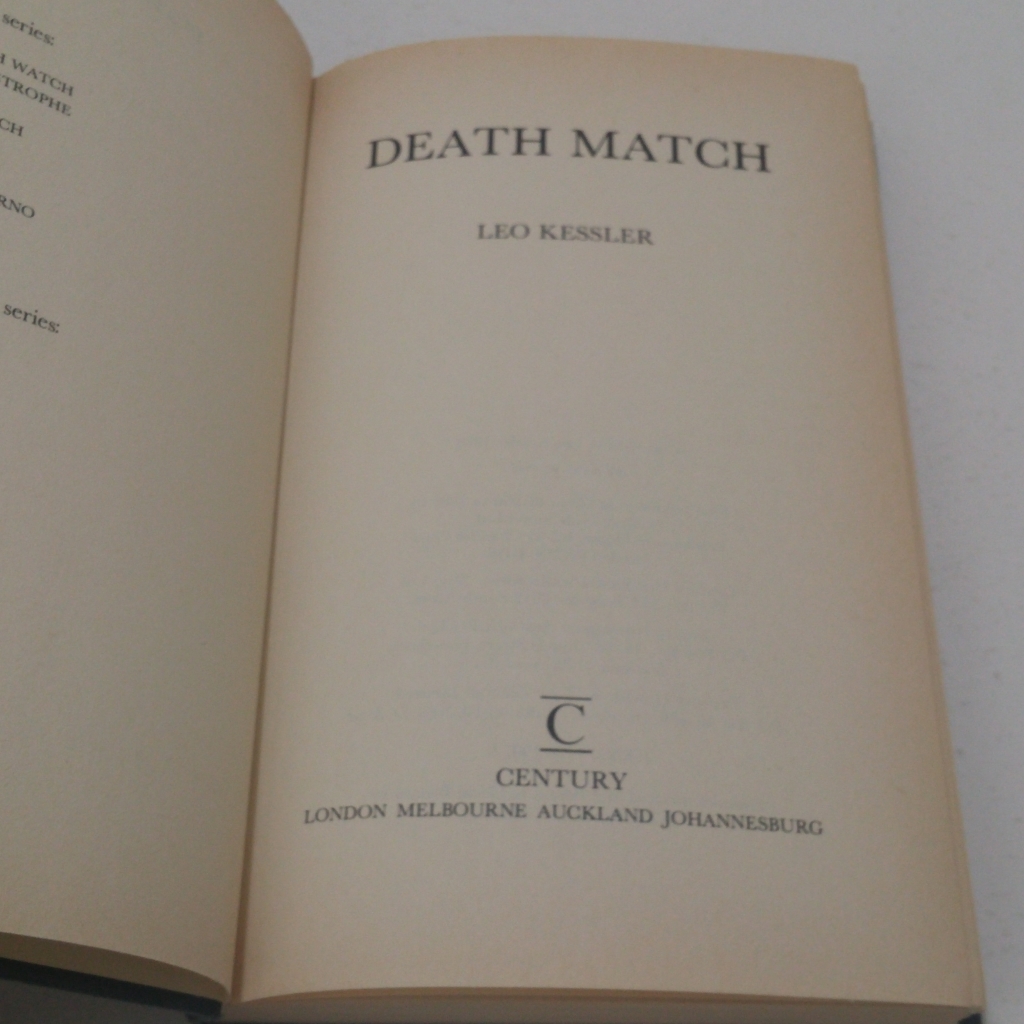 series:
H WATCH
TROPHE
CH
RNO
series:
DEATH MATCH
LEO KESSLER
C
CENTURY
LONDON MELBOURNE AUCKLAND JOHANNESBURG